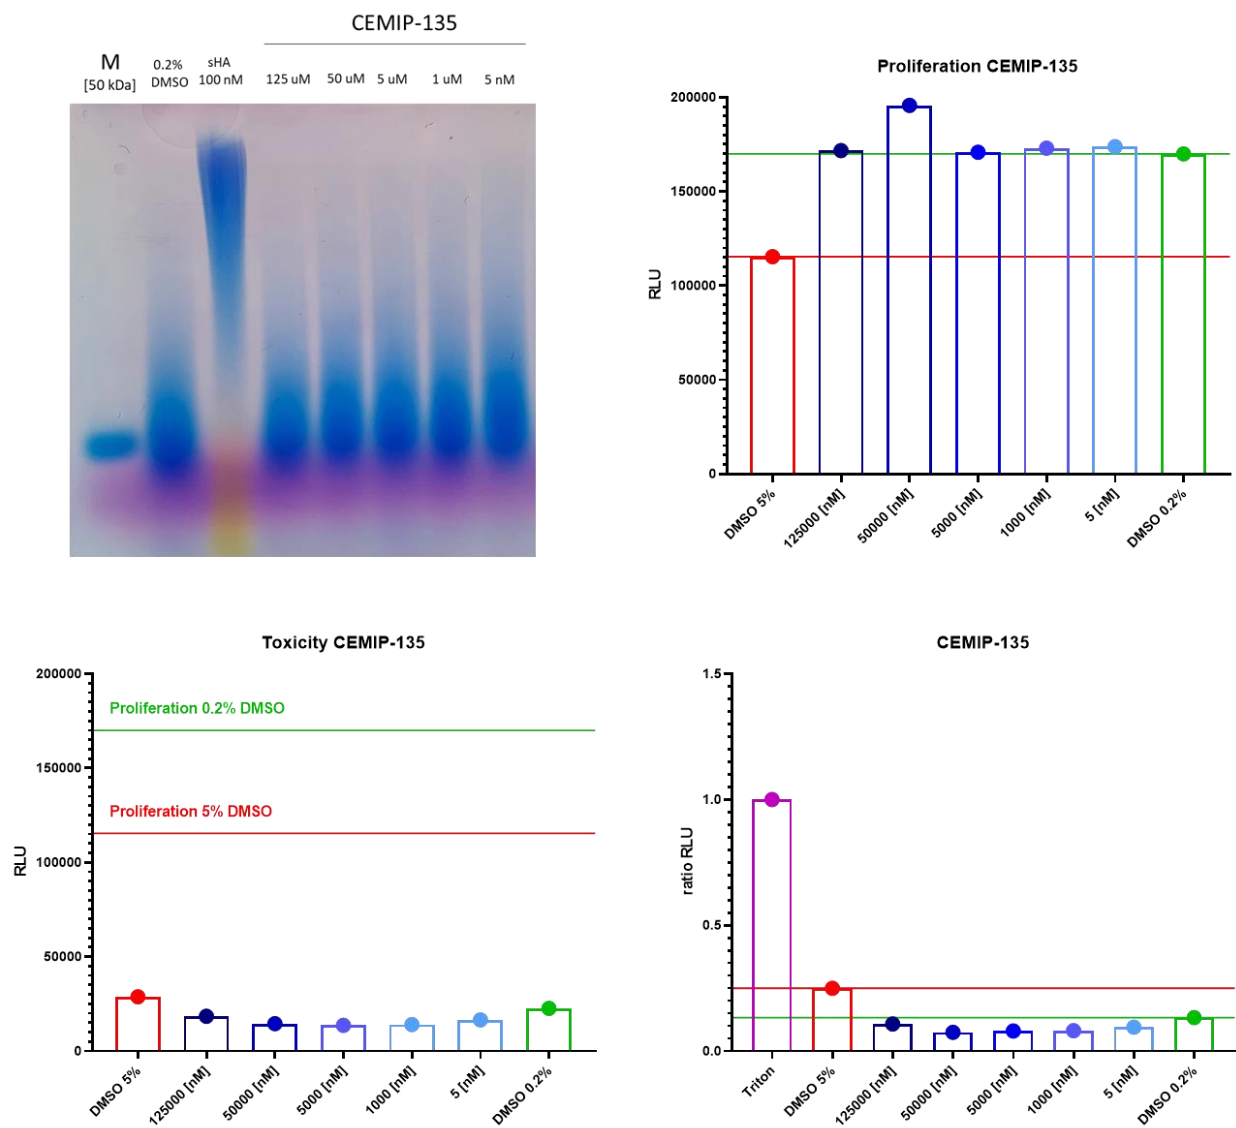 CEMIP-135
M
[50 kDa]
0.2%
DMSO
sHA
100 nM
125 uM
50 uM
5 uM
1 uM
5 nM
Proliferation CEMIP-135
RLU
200000
150000
100000
50000
0
DMSO 5%
125000 [nM]
50000 [nM]
5000 [nM]
1000 [nM]
5 [nM]
DMSO 0.2%
Toxicity CEMIP-135
RLU
200000
150000
100000
50000
0
Proliferation 0.2% DMSO
Proliferation 5% DMSO
DMSO 5%
125000 [nM]
50000 [nM]
5000 [nM]
1000 [nM]
5 [nM]
DMSO 0.2%
CEMIP-135
ratio RLU
1.5
1.0
0.5
0.0
Triton
DMSO 5%
125000 [nM]
50000 [nM]
5000 [nM]
1000 [nM]
5 [nM]
DMSO 0.2%